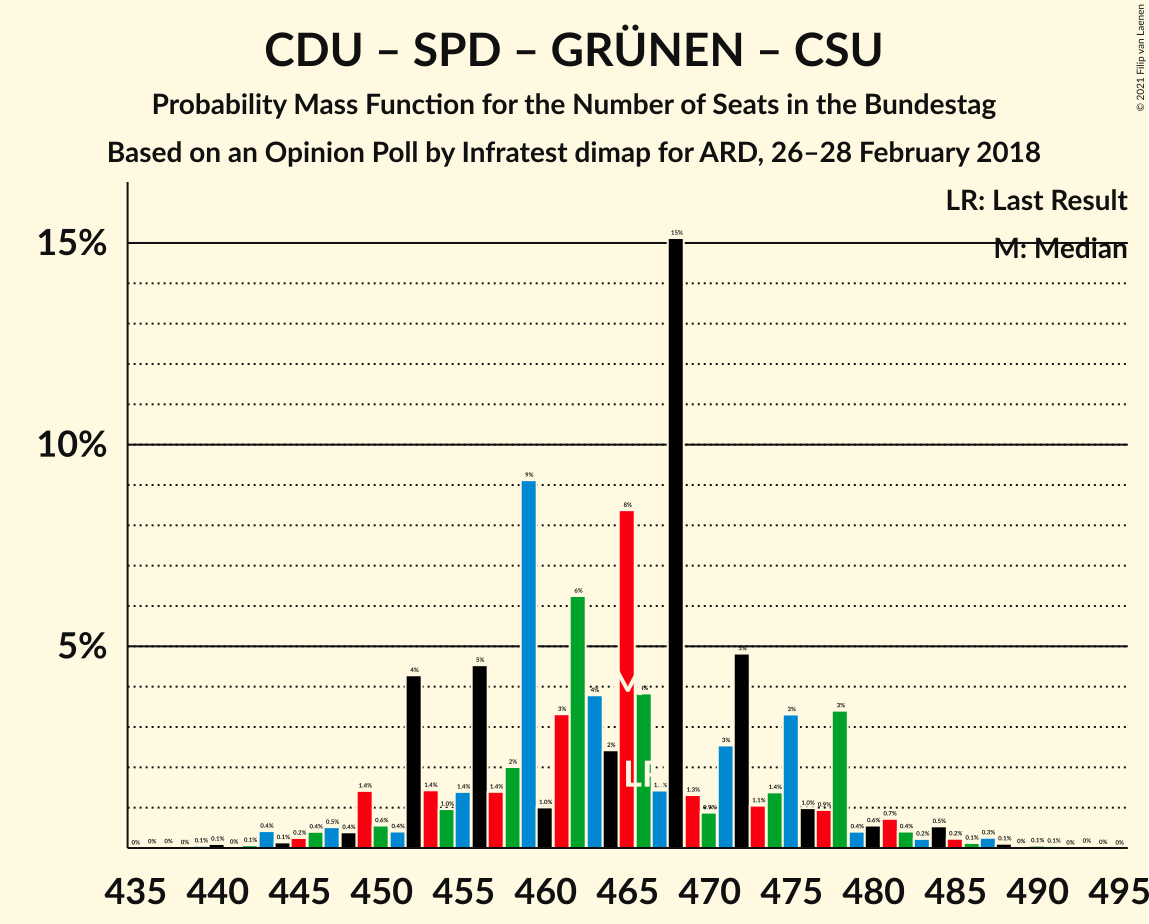 CDU – SPD – GRÜNEN – CSU
Probability Mass Function for the Number of Seats in the Bundestag
Based on an Opinion Poll by Infratest dimap for ARD, 26–28 February 2018
© 2021 Filip van Laenen
LR: Last Result
M: Median
15%
10%
5%
0% 0% 0% 0% 0.1% 0.1% 0% 0.1% 0.4% 0.1% 0.2% 0.4% 0.5% 0.4% 1.4% 0.6% 0.4% 4% 1.4% 1.0% 1.4% 5% 1.4% 2% 9% 1.0% 3% 6% 4% 2% 8% 15% 1.3% 0.9% 3% 5% 1.1% 1.4% 3% 1.0% 0.9% 3% 0.4% 0.6% 0.7% 0.4% 0.2% 0.5% 0.2% 0.1% 0.3% 0.1% 0% 0.1% 0.1% 0% 0% 0% 0%
435 440 445 450 455 460 465 470 475 480 485 490 495